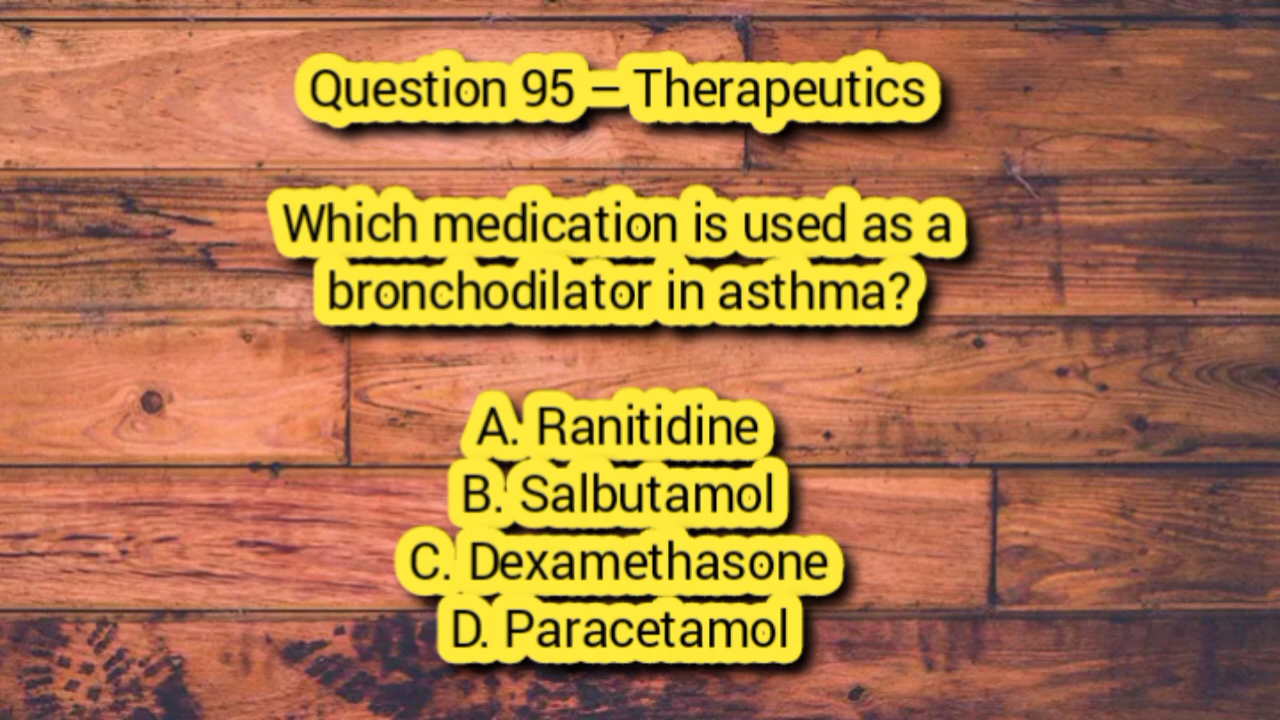 Question 95 – Therapeutics
Which medication is used as a
bronchodilator in asthma?
A. Ranitidine
B. Salbutamol
C. Dexamethasone
D. Paracetamol